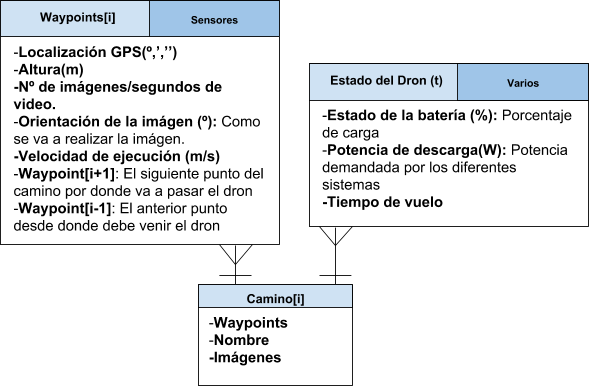 Waypoints[i]
Sensores
-Localización GPS(º,’,’’)
-Altura(m)
-Nº de imágenes/segundos de
video.
-Orientación de la imágen (º): Como
se va a realizar la imágen.
-Velocidad de ejecución (m/s)
-Waypoint[i+1]: El siguiente punto del
camino por donde va a pasar el dron
-Waypoint[i-1]: El anterior punto
desde donde debe venir el dron
Estado del Dron (t)
Varios
-Estado de la batería (%): Porcentaje
de carga
-Potencia de descarga(W): Potencia
demandada por los diferentes
sistemas
-Tiempo de vuelo
Camino[i]
-Waypoints
-Nombre
-Imágenes